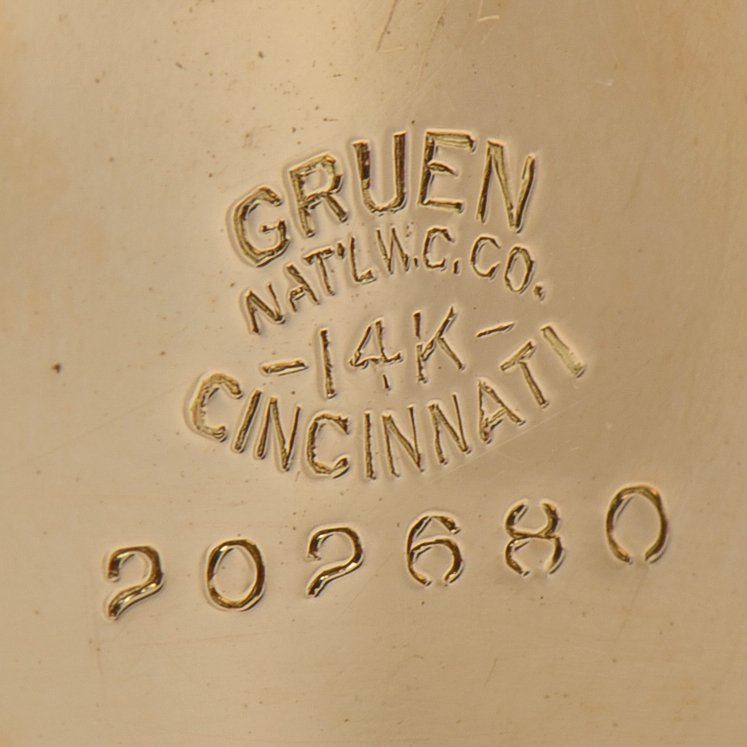 GRUEN
NAT'L W.C.CO.
-14K-
CINCINNATI
202680